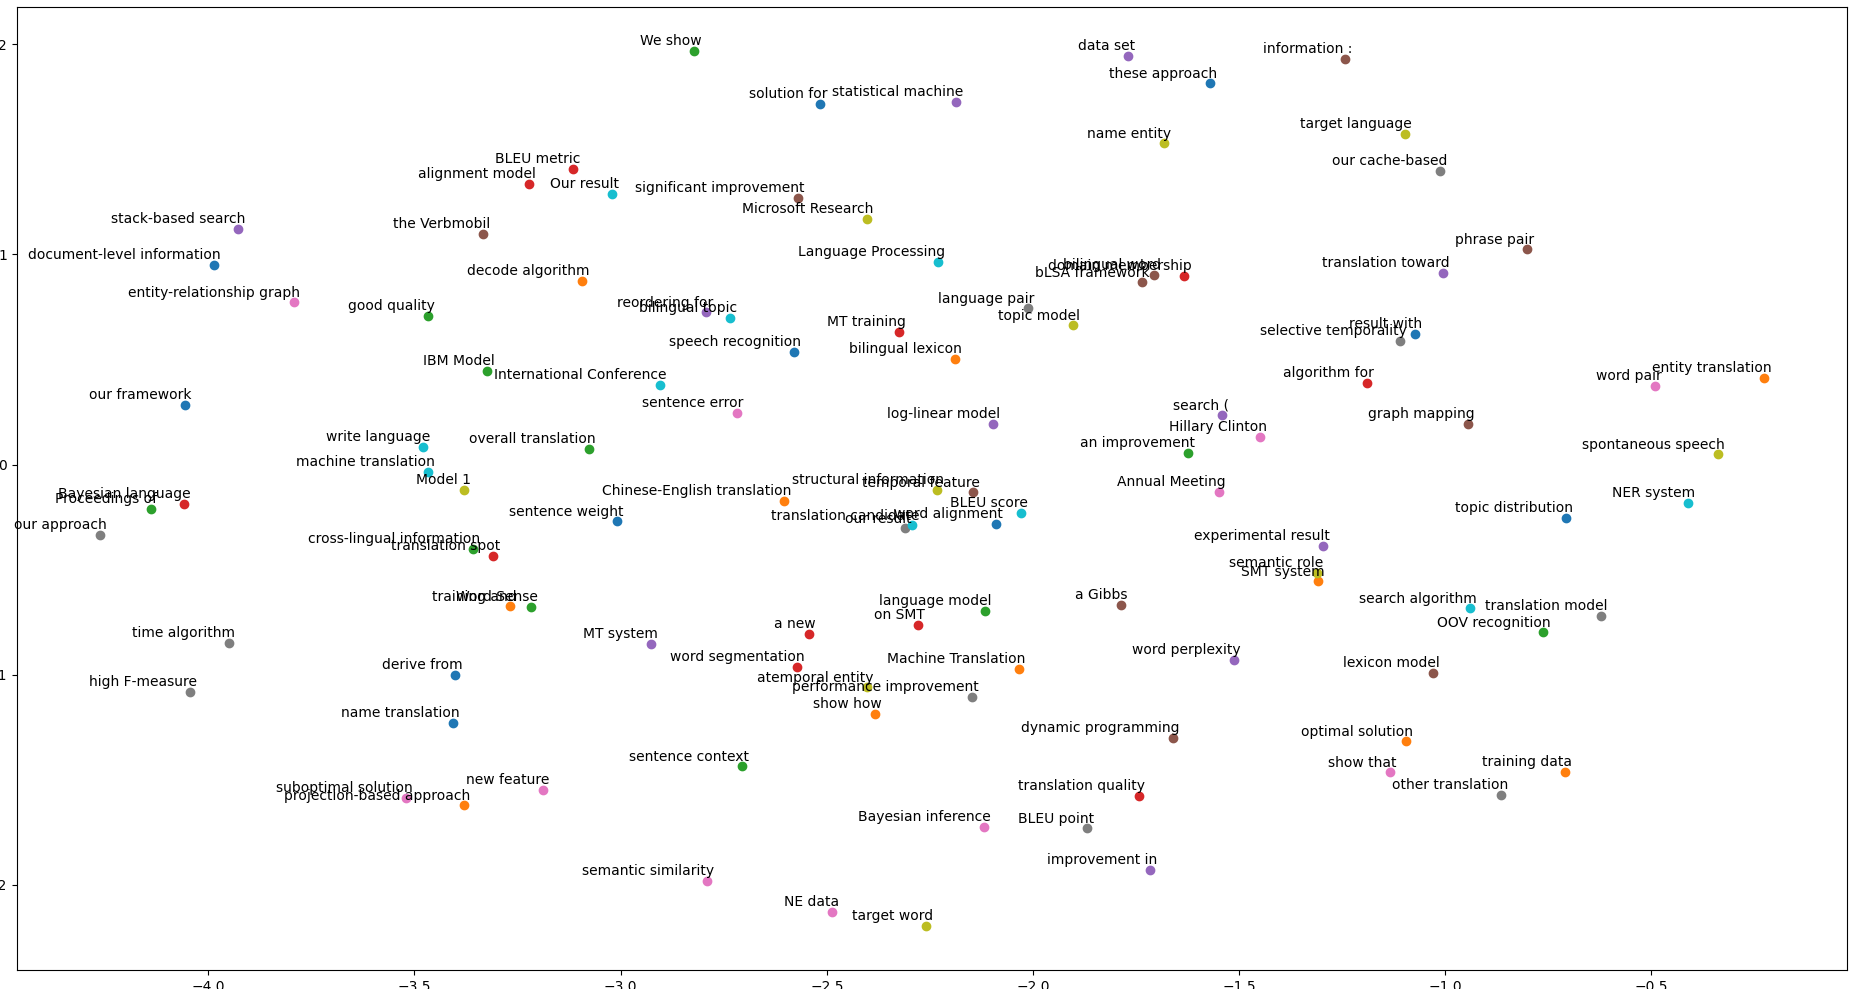 We show
data set
information :
2
these approach
solution for
statistical machine
target language
name entity
our cache-based
BLEU metric
alignment model
Our result
significant improvement
Microsoft Research
stack-based search
the Verbmobil
phrase pair
document-level information
1
Language Processing
translation toward
bilingual word
domain membership
decode algorithm
bLSA framework
entity-relationship graph
language pair
reordering for
good quality
bilingual topic
topic model
MT training
result with
selective temporality
speech recognition
bilingual lexicon
IBM Model
entity translation
International Conference
algorithm for
word pair
our framework
sentence error
search (
log-linear model
graph mapping
Hillary Clinton
write language
overall translation
an improvement
spontaneous speech
machine translation
0
Model 1
structural information
temporal feature
Annual Meeting
Chinese-English translation
Bayesian language
NER system
Proceedings of
BLEU score
topic distribution
sentence weight
translation candidate
word alignment
our result
our approach
experimental result
cross-lingual information
translation spot
semantic role
SMT system
training and
Word Sense
a Gibbs
language model
search algorithm
translation model
on SMT
a new
OOV recognition
time algorithm
MT system
word perplexity
word segmentation
Machine Translation
derive from
lexicon model
1
atemporal entity
high F-measure
performance improvement
show how
name translation
dynamic programming
optimal solution
sentence context
show that
training data
new feature
suboptimal solution
translation quality
other translation
projection-based approach
Bayesian inference
BLEU point
improvement in
semantic similarity
2
NE data
target word
−4.0 −3.5 −3.0 −2.5 −2.0 −1.5 −1.0 −0.5